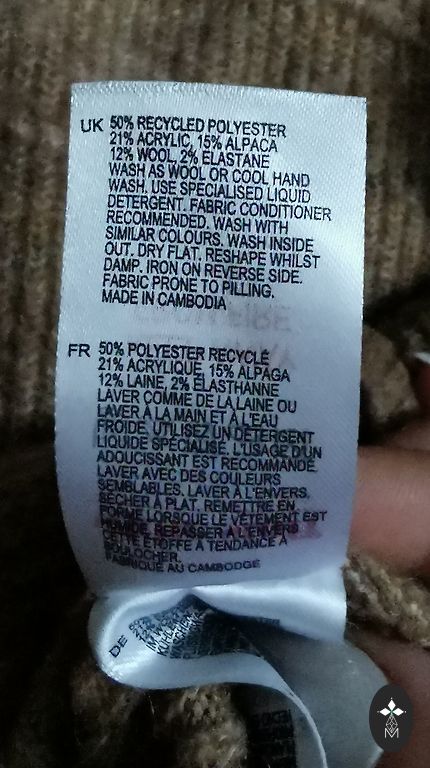 UK 50% RECYCLED POLYESTER
21% ACRYLIC, 15% ALPACA
12% WOOL, 2% ELASTANE
WASH AS WOOL OR COOL HAND
WASH. USE SPECIALISED LIQUID
DETERGENT. FABRIC CONDITIONER
RECOMMENDED. WASH WITH
SIMILAR COLOURS. WASH INSIDE
OUT. DRY FLAT. RESHAPE WHILST
DAMP. IRON ON REVERSE SIDE.
FABRIC PRONE TO PILLING.
MADE IN CAMBODIA
FR 50% POLYESTER RECYCLÉ
21% ACRYLIQUE, 15% ALPAGA
12% LAINE, 2% ÉLASTHANNE
LAVER COMME DE LA LAINE OU
LAVER À LA MAIN ET À L'EAU
FROIDE. UTILISEZ UN DÉTERGENT
LIQUIDE SPÉCIALISÉ. L'USAGE D'UN
ADOUCISSANT EST RECOMMANDÉ.
LAVER AVEC DES COULEURS
SEMBLABLES. LAVER À L'ENVERS.
SÉCHER À PLAT. REMETTRE EN
FORME LORSQUE LE VÊTEMENT EST
HUMIDE. REPASSER À L'ENVERS.
CETTE ÉTOFFE A TENDANCE À
BOULOCHER.
FABRIQUÉ AU CAMBODGE
DE